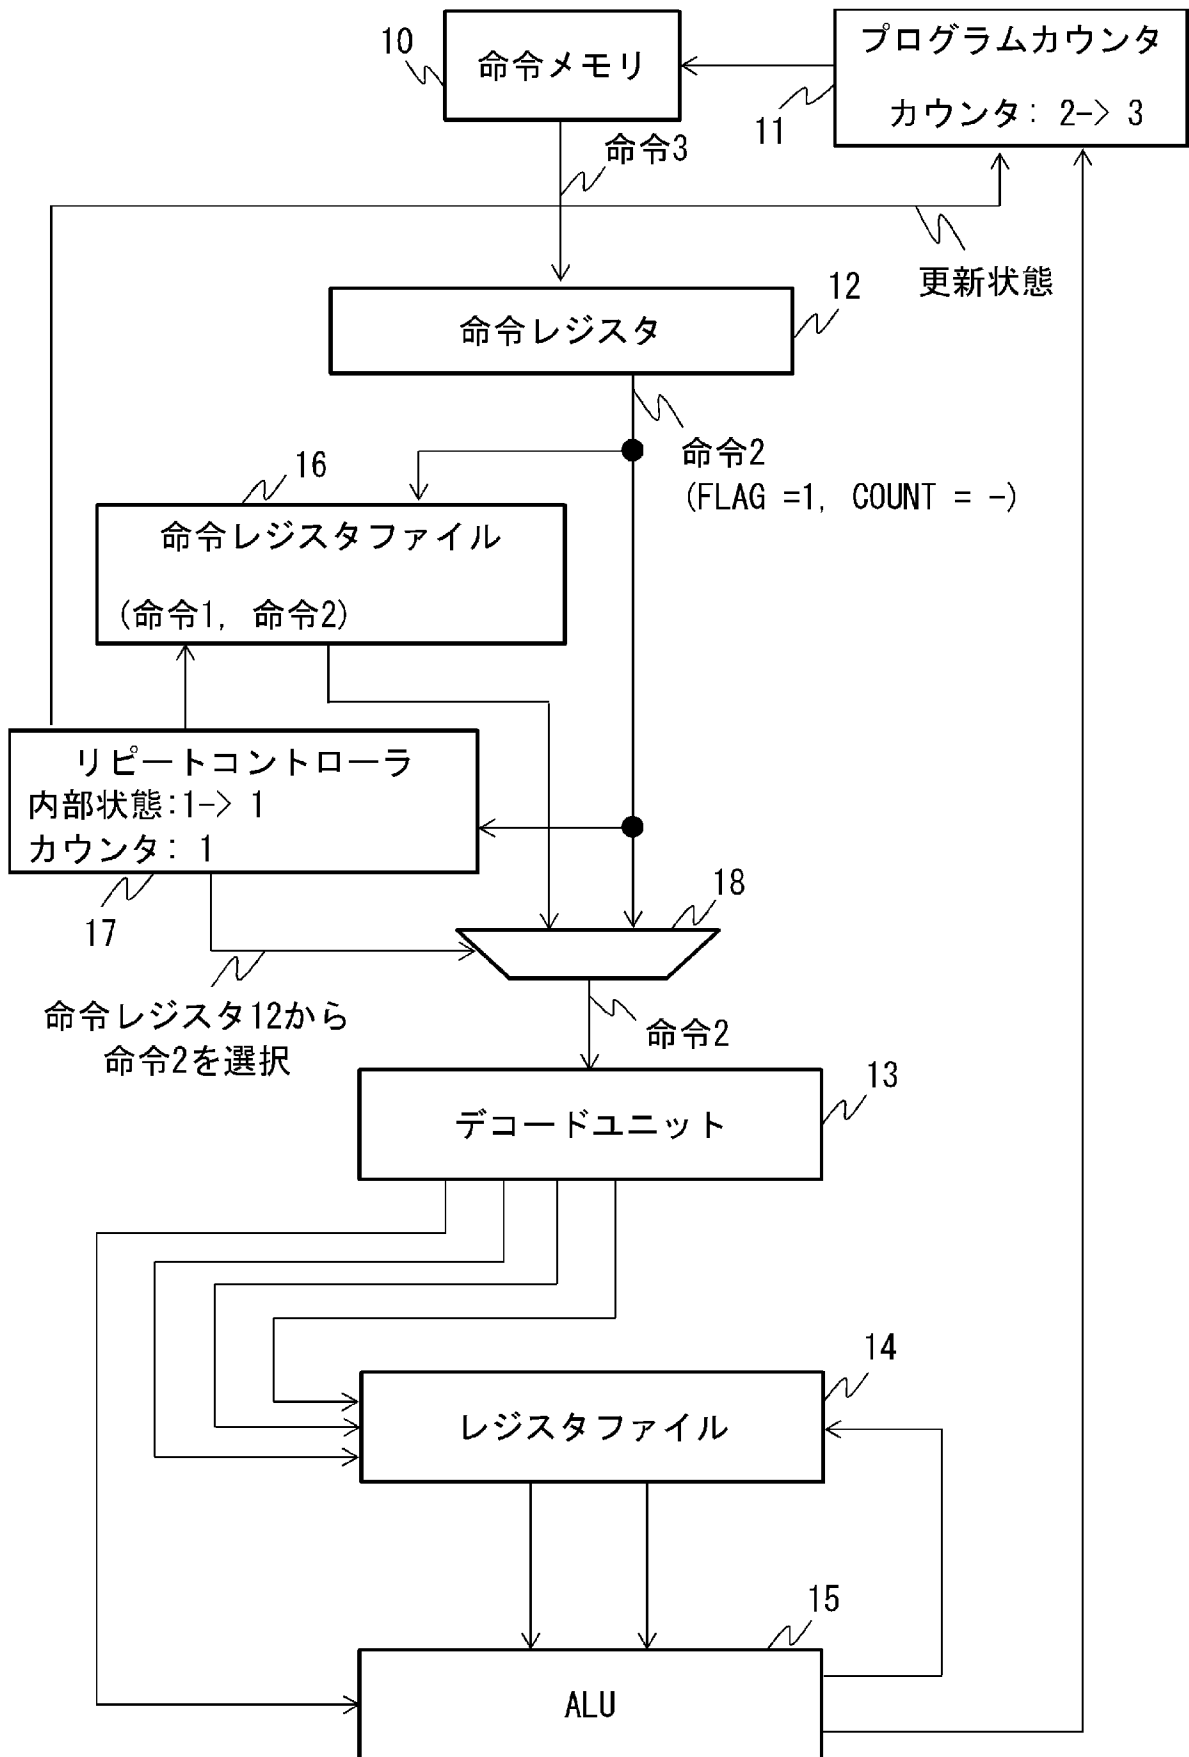 10
命令メモリ
プログラムカウンタ
カウンタ: 2-> 3
11
命令3
更新状態
12
命令レジスタ
命令2
(FLAG =1, COUNT = -)
16
命令レジスタファイル
(命令1, 命令2)
リピートコントローラ
内部状態:1-> 1
カウンタ: 1
17
18
命令レジスタ12から
命令2を選択
命令2
13
デコードユニット
14
レジスタファイル
15
ALU